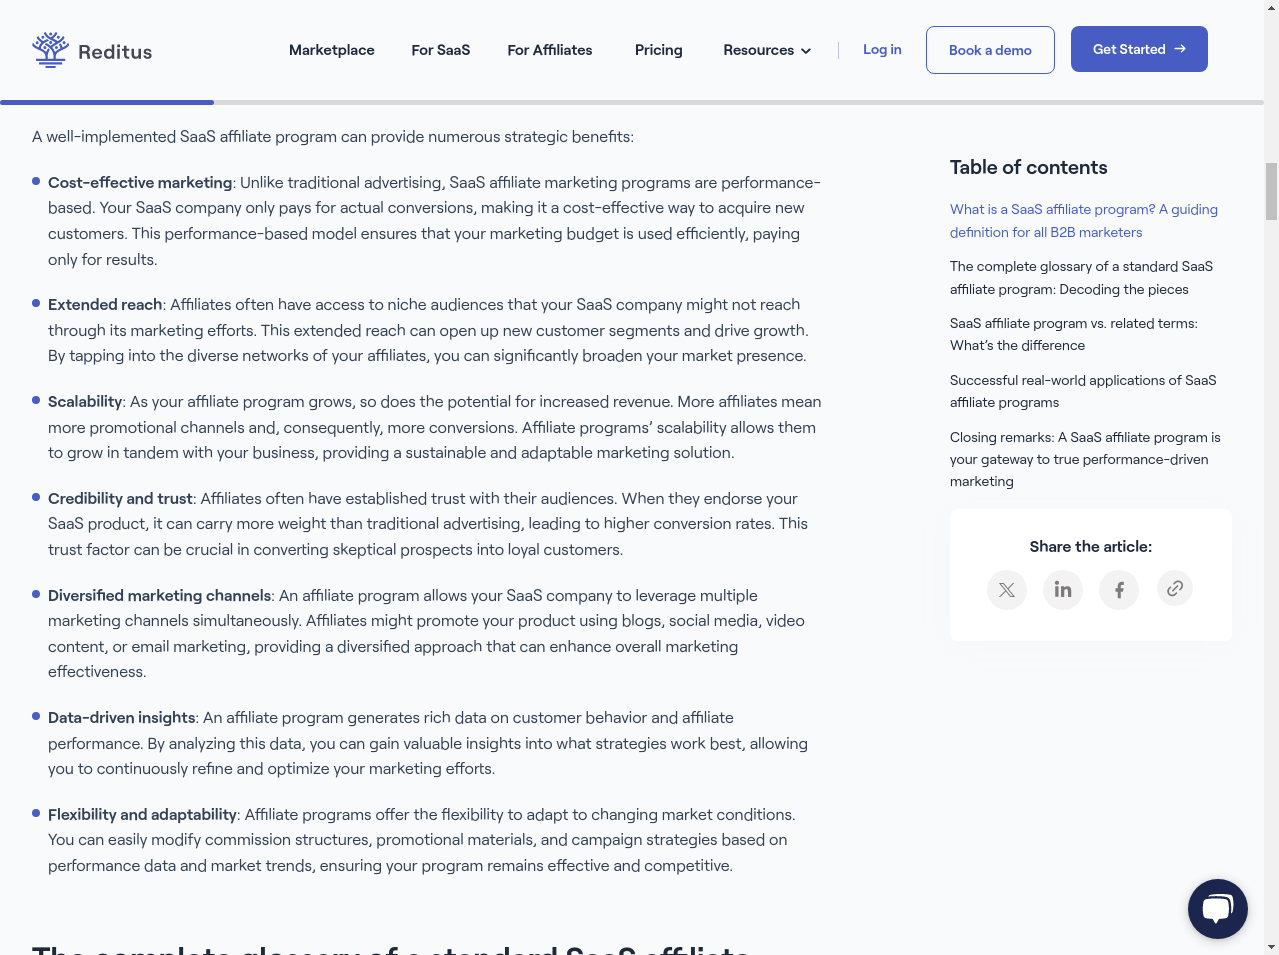 Reditus
Marketplace
For SaaS
For Affiliates
Pricing
Resources
Log in
Book a demo
Get Started
A well-implemented SaaS affiliate program can provide numerous strategic benefits:
Cost-effective marketing: Unlike traditional advertising, SaaS affiliate marketing programs are performance-
based. Your SaaS company only pays for actual conversions, making it a cost-effective way to acquire new
customers. This performance-based model ensures that your marketing budget is used efficiently, paying
only for results.
Extended reach: Affiliates often have access to niche audiences that your SaaS company might not reach
through its marketing efforts. This extended reach can open up new customer segments and drive growth.
By tapping into the diverse networks of your affiliates, you can significantly broaden your market presence.
Scalability: As your affiliate program grows, so does the potential for increased revenue. More affiliates mean
more promotional channels and, consequently, more conversions. Affiliate programs’ scalability allows them
to grow in tandem with your business, providing a sustainable and adaptable marketing solution.
Credibility and trust: Affiliates often have established trust with their audiences. When they endorse your
SaaS product, it can carry more weight than traditional advertising, leading to higher conversion rates. This
trust factor can be crucial in converting skeptical prospects into loyal customers.
Diversified marketing channels: An affiliate program allows your SaaS company to leverage multiple
marketing channels simultaneously. Affiliates might promote your product using blogs, social media, video
content, or email marketing, providing a diversified approach that can enhance overall marketing
effectiveness.
Data-driven insights: An affiliate program generates rich data on customer behavior and affiliate
performance. By analyzing this data, you can gain valuable insights into what strategies work best, allowing
you to continuously refine and optimize your marketing efforts.
Flexibility and adaptability: Affiliate programs offer the flexibility to adapt to changing market conditions.
You can easily modify commission structures, promotional materials, and campaign strategies based on
performance data and market trends, ensuring your program remains effective and competitive.
The complete glossary of a standard SaaS affiliate
Table of contents
What is a SaaS affiliate program? A guiding
definition for all B2B marketers
The complete glossary of a standard SaaS
affiliate program: Decoding the pieces
SaaS affiliate program vs. related terms:
What’s the difference
Successful real-world applications of SaaS
affiliate programs
Closing remarks: A SaaS affiliate program is
your gateway to true performance-driven
marketing
Share the article: